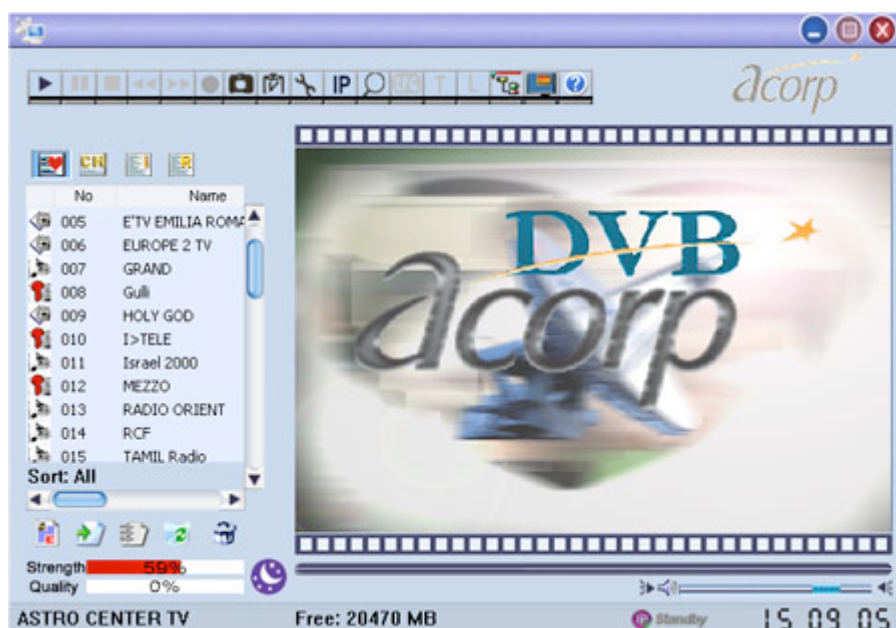 IP
acorp
CH
No Name
005 E'TV EMILIA ROMA
006 EUROPE 2 TV
007 GRAND
008 Gulli
009 HOLY GOD
010 I>TELE
011 Israel 2000
012 MEZZO
013 RADIO ORIENT
014 RCF
015 TAMIL Radio
Sort: All
DVB
acorp
Strength 59%
Quality 0%
ASTRO CENTER TV
Free: 20470 MB
IP Standby
15 09 05